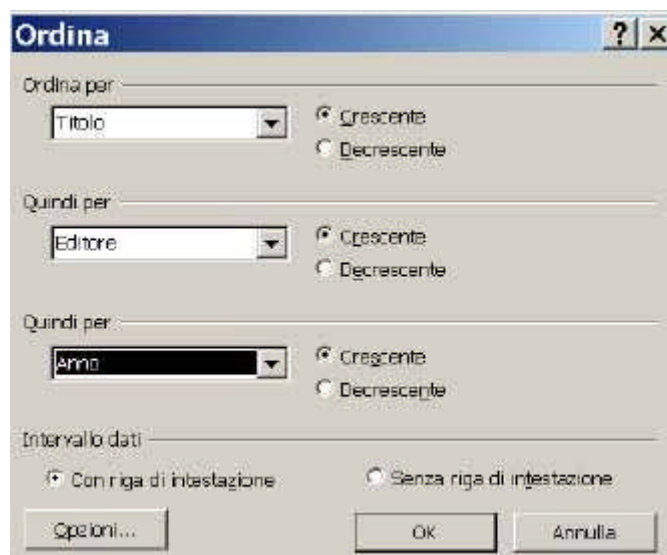 Ordina
Ordina per
Titolo
Crescente
Decrescente
Quindi per
Editore
Crescente
Decrescente
Quindi per
Anno
Crescente
Decrescente
Intervallo dati
Con riga di intestazione Senza riga di intestazione
Opzioni... OK Annulla